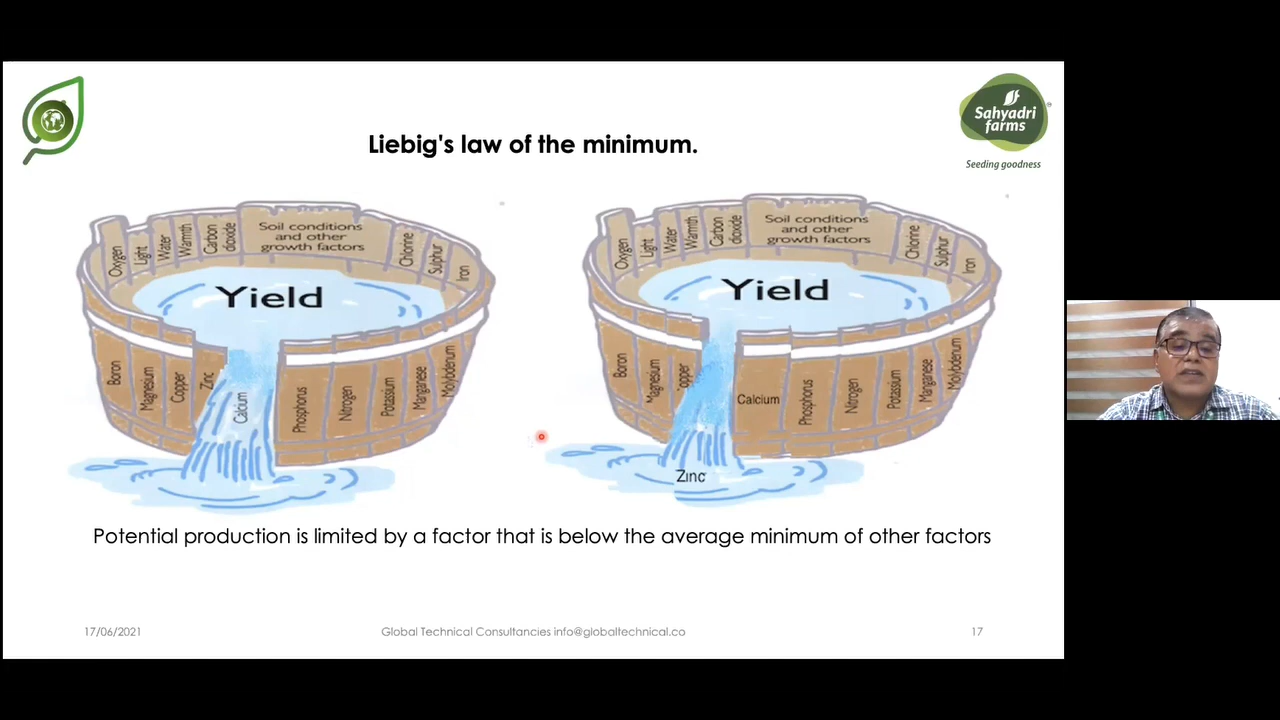 Sahyadri
farms
Seeding goodness
Liebig's law of the minimum.
Oxygen
Light
Water
Warmth
Carbon
dioxide
Soil conditions
and other
growth factors
Chlorine
Sulphur
Iron
Yield
Boron
Magnesium
Copper
Zinc
Calcium
Phosphorus
Nitrogen
Potassium
Manganese
Molybdenum
Oxygen
Light
Water
Warmth
Carbon
dioxide
Soil conditions
and other
growth factors
Chlorine
Sulphur
Iron
Yield
Boron
Magnesium
opper
Zinc
Calcium
Phosphorus
Nitrogen
Potassium
Manganese
Molybdenum
Potential production is limited by a factor that is below the average minimum of other factors
17/06/2021
Global Technical Consultancies info@globaltechnical.co
17